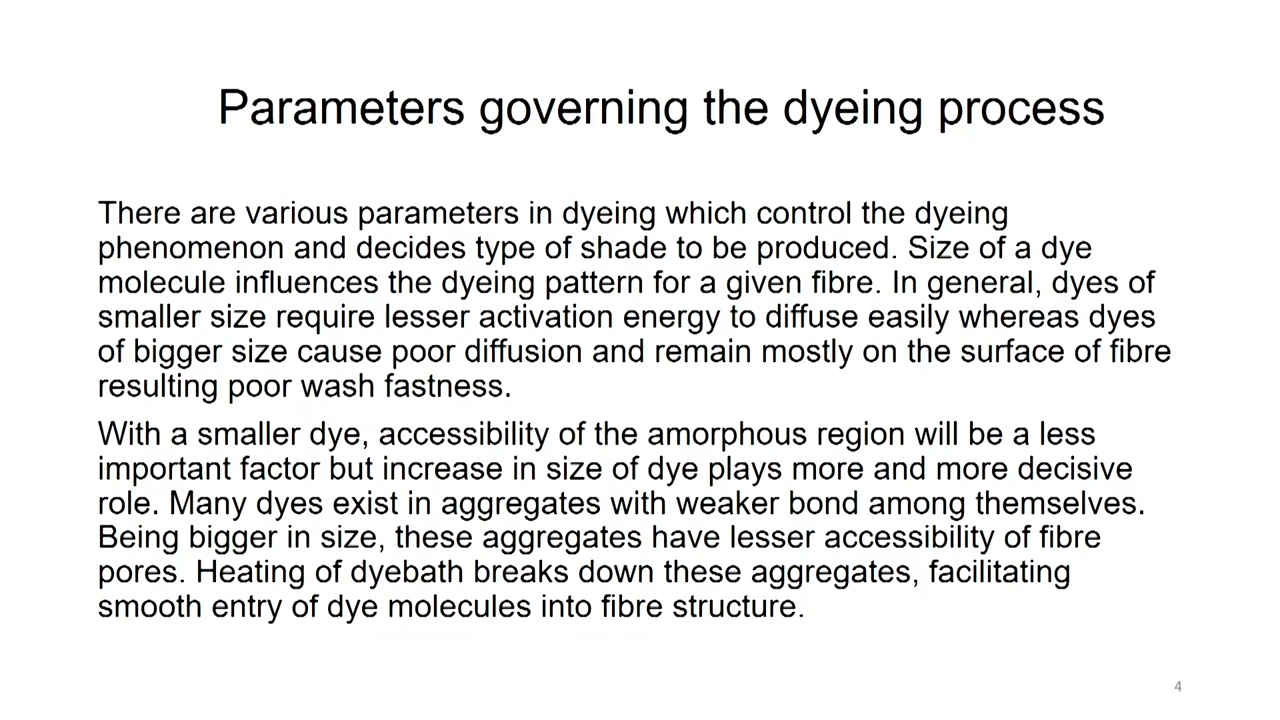 Parameters governing the dyeing process
There are various parameters in dyeing which control the dyeing
phenomenon and decides type of shade to be produced. Size of a dye
molecule influences the dyeing pattern for a given fibre. In general, dyes of
smaller size require lesser activation energy to diffuse easily whereas dyes
of bigger size cause poor diffusion and remain mostly on the surface of fibre
resulting poor wash fastness.
With a smaller dye, accessibility of the amorphous region will be a less
important factor but increase in size of dye plays more and more decisive
role. Many dyes exist in aggregates with weaker bond among themselves.
Being bigger in size, these aggregates have lesser accessibility of fibre
pores. Heating of dyebath breaks down these aggregates, facilitating
smooth entry of dye molecules into fibre structure.
4